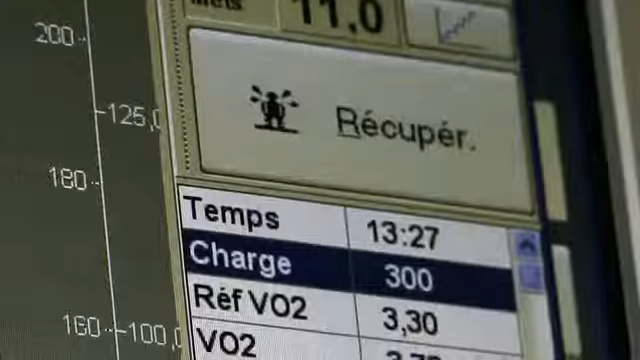 Mets 11.0
200
125,0
Récupér.
180
Temps 13:27
Charge 300
Réf VO2 3,30
160 100,0
VO2